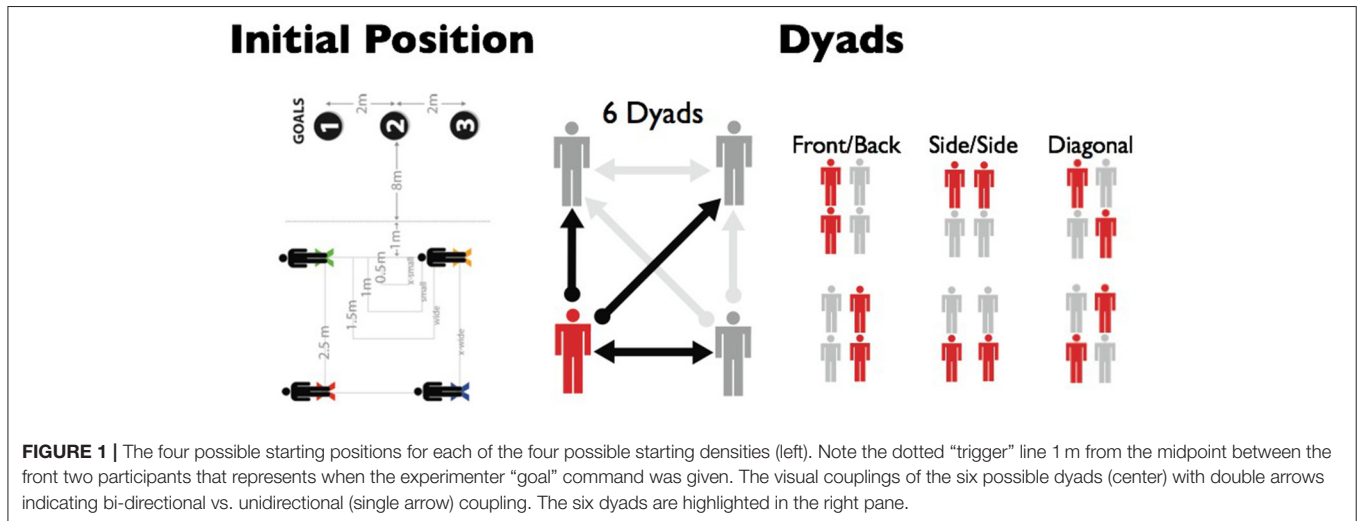 Initial Position
Dyads
GOALS
1
2
3
2m
2m
8m
1m
0.5m
1m
1.5m
2.5 m
x-small
small
wide
x-wide
6 Dyads
Front/Back
Side/Side
Diagonal
FIGURE 1 | The four possible starting positions for each of the four possible starting densities (left). Note the dotted “trigger” line 1 m from the midpoint between the
front two participants that represents when the experimenter “goal” command was given. The visual couplings of the six possible dyads (center) with double arrows
indicating bi-directional vs. unidirectional (single arrow) coupling. The six dyads are highlighted in the right pane.